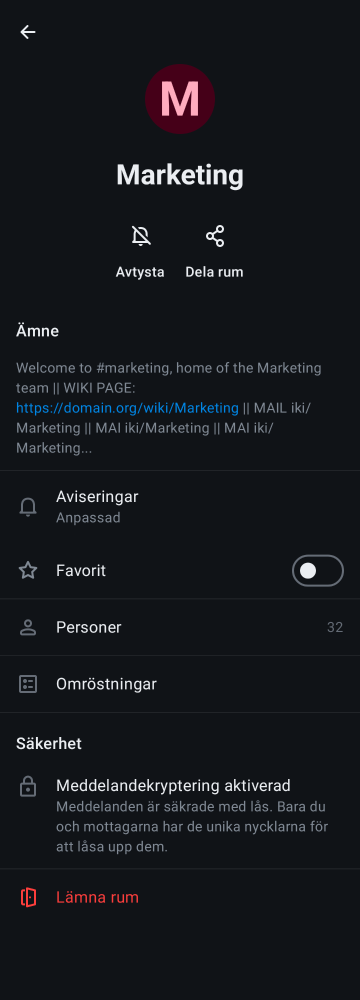 M
Marketing
Avtysta
Dela rum
Ämne
Welcome to #marketing, home of the Marketing
team || WIKI PAGE:
https://domain.org/wiki/Marketing || MAIL iki/
Marketing || MAI iki/Marketing || MAI iki/
Marketing...
Aviseringar
Anpassad
Favorit
Personer 32
Omröstningar
Säkerhet
Meddelandekryptering aktiverad
Meddelanden är säkrade med lås. Bara du
och mottagarna har de unika nycklarna för
att låsa upp dem.
Lämna rum